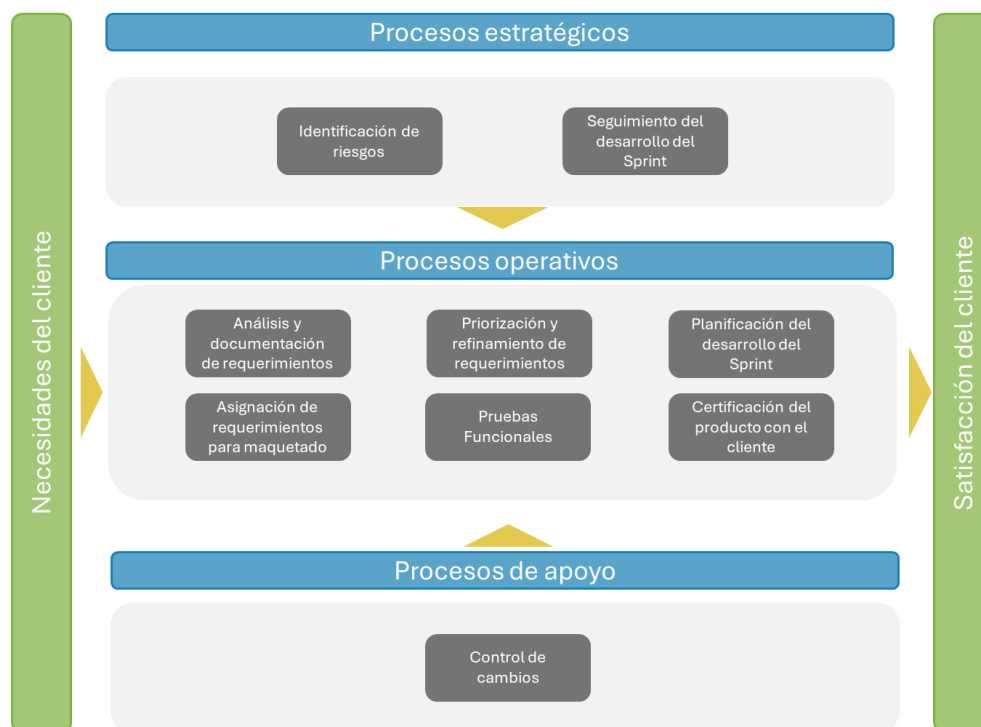 Necesidades del cliente
Procesos estratégicos
Identificación de
riesgos
Seguimiento del
desarrollo del
Sprint
Procesos operativos
Análisis y
documentación
de requerimientos
Priorización y
refinamiento de
requerimientos
Planificación del
desarrollo del
Sprint
Asignación de
requerimientos
para maquetado
Pruebas
Funcionales
Certificación del
producto con el
cliente
Procesos de apoyo
Control de
cambios
Satisfacción del cliente